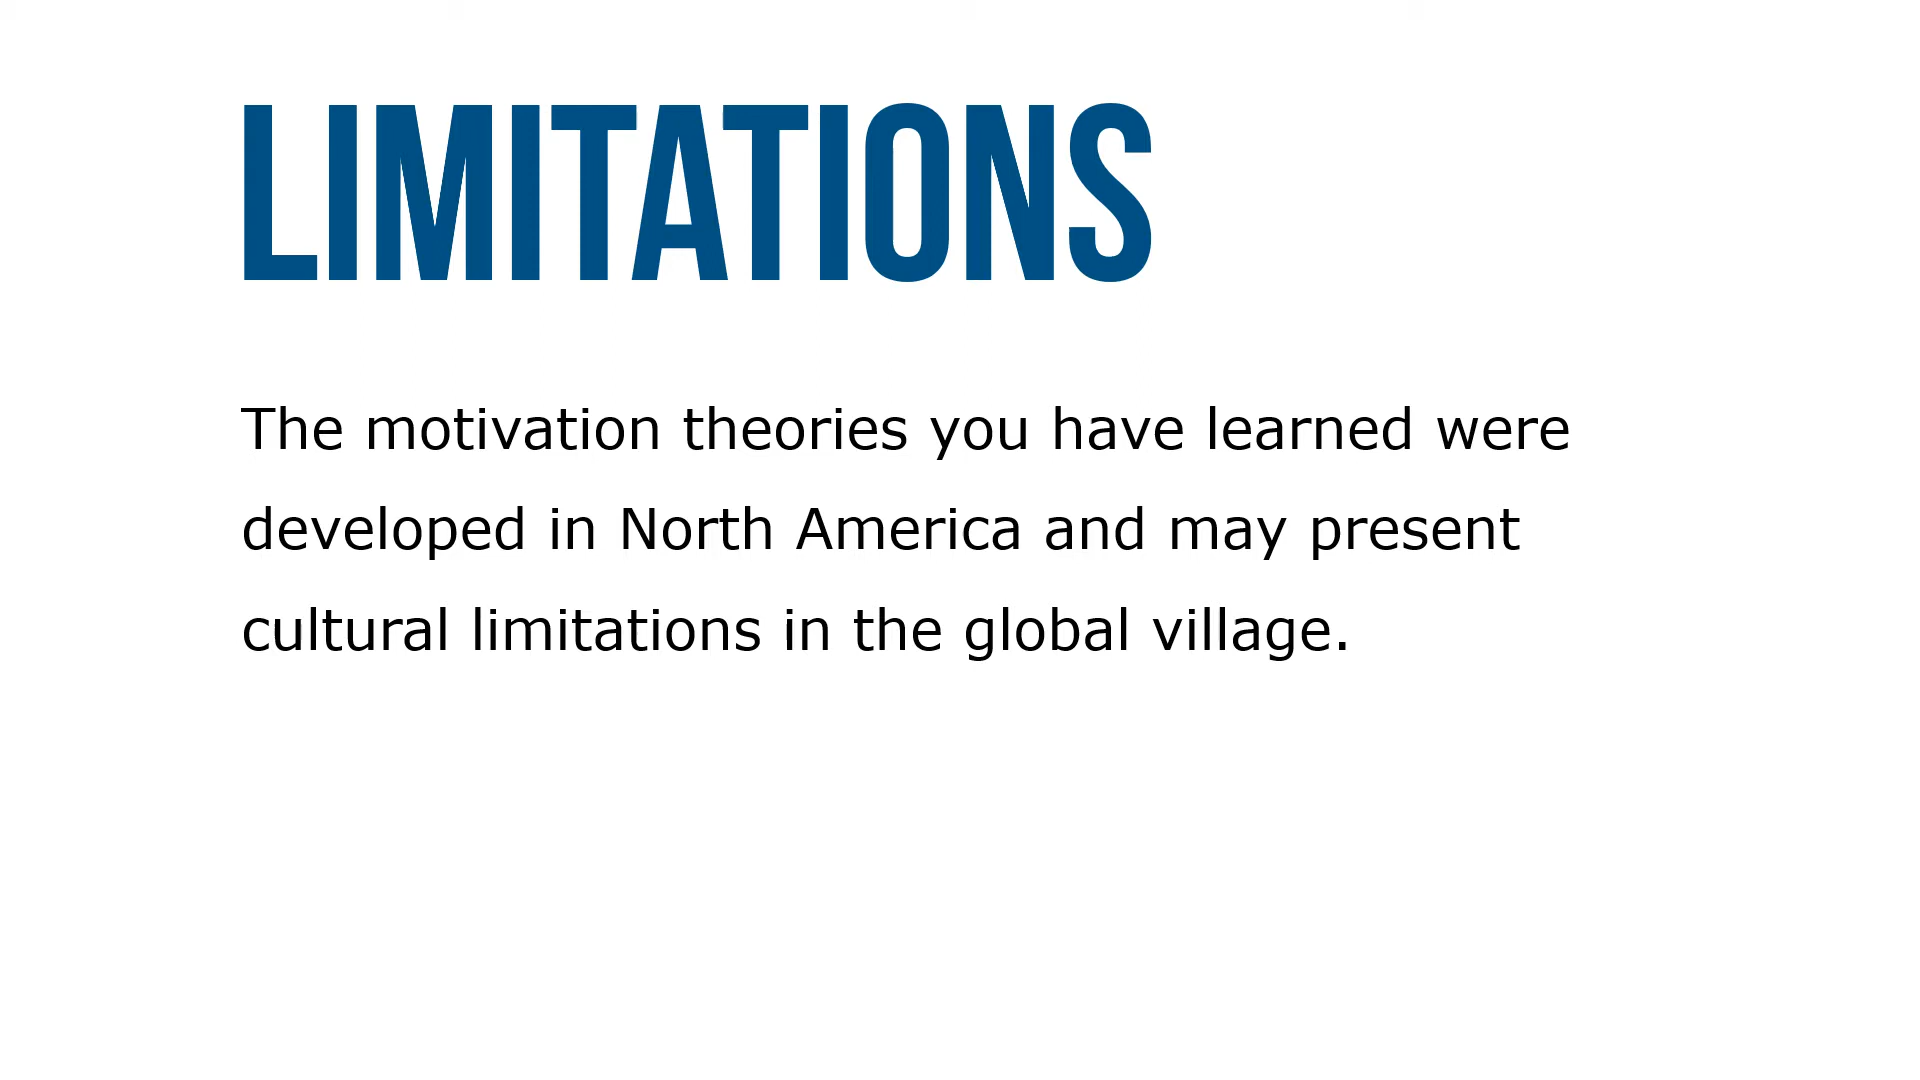 LIMITATIONS
The motivation theories you have learned were
developed in North America and may present
cultural limitations in the global village.